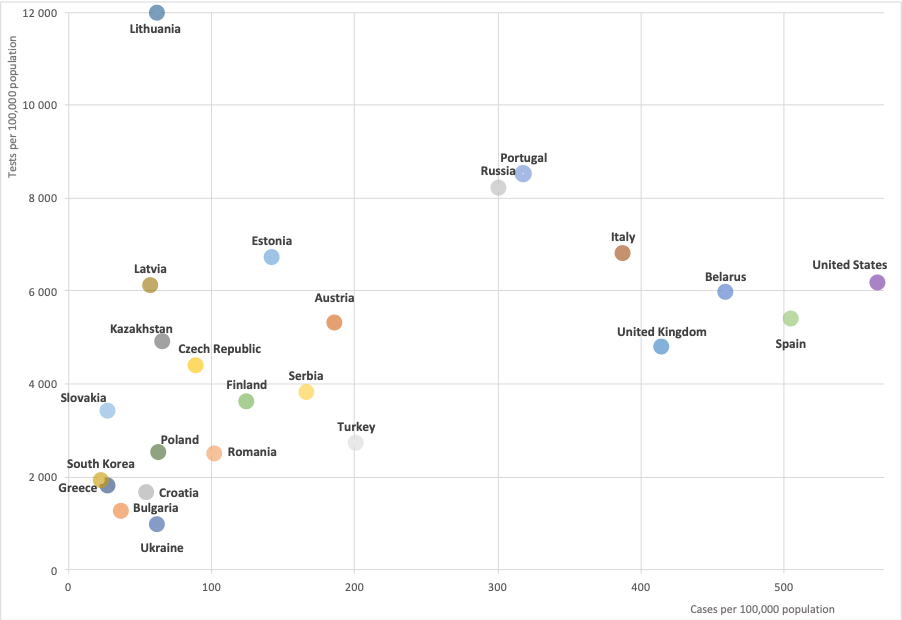 12 000
Lithuania
Tests per 100,000 population
10 000
Portugal
Russia
8 000
Italy
Estonia
United States
Latvia
Belarus
6 000
Austria
Kazakhstan
United Kingdom
Spain
Czech Republic
Serbia
4 000
Finland
Slovakia
Turkey
Poland
Romania
South Korea
2 000
Greece
Croatia
Bulgaria
Ukraine
0
0 100 200 300 400 500
Cases per 100,000 population